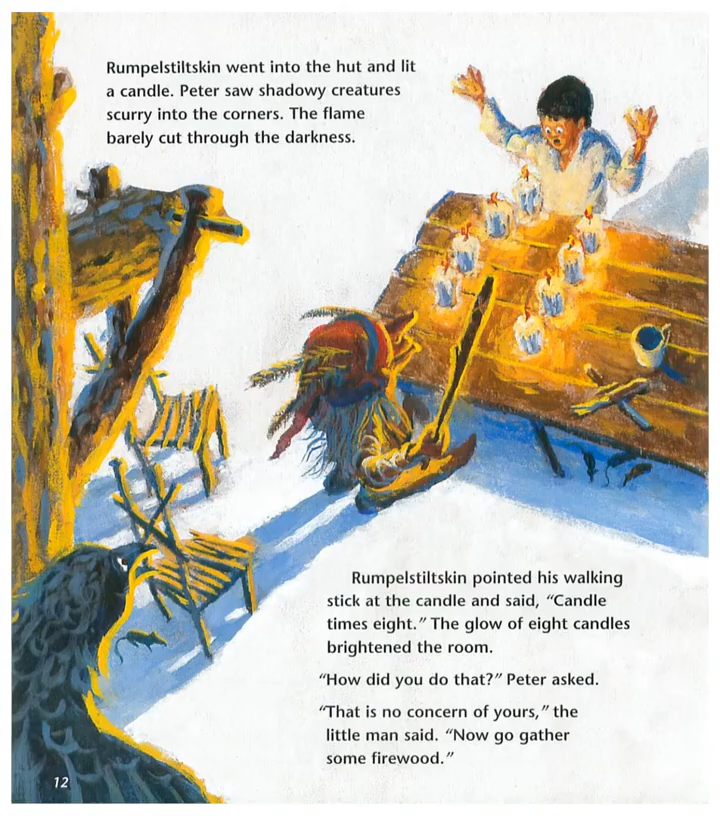 Rumpelstiltskin went into the hut and lit
a candle. Peter saw shadowy creatures
scurry into the corners. The flame
barely cut through the darkness.
Rumpelstiltskin pointed his walking
stick at the candle and said, “Candle
times eight.” The glow of eight candles
brightened the room.
“How did you do that?” Peter asked.
“That is no concern of yours,” the
little man said. “Now go gather
some firewood.”
12